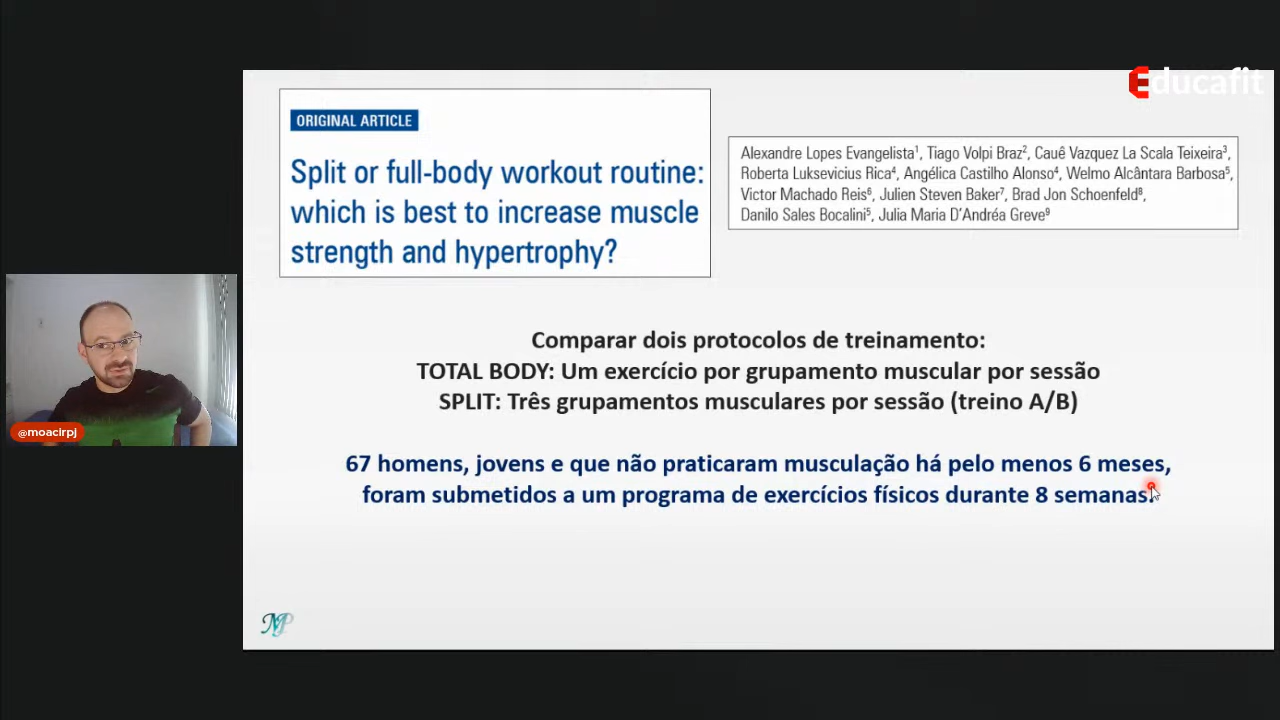 Educafit
ORIGINAL ARTICLE
Split or full-body workout routine:
which is best to increase muscle
strength and hypertrophy?
Alexandre Lopes Evangelista¹, Tiago Volpi Braz², Cauê Vazquez La Scala Teixeira³,
Roberta Luksevicius Rica⁴, Angélica Castilho Alonso⁴, Welmo Alcântara Barbosa⁵,
Victor Machado Reis⁶, Julien Steven Baker⁷, Brad Jon Schoenfeld⁸,
Danilo Sales Bocalini⁵, Julia Maria D'Andréa Greve⁹
Comparar dois protocolos de treinamento:
TOTAL BODY: Um exercício por grupamento muscular por sessão
SPLIT: Três grupamentos musculares por sessão (treino A/B)
67 homens, jovens e que não praticaram musculação há pelo menos 6 meses,
foram submetidos a um programa de exercícios físicos durante 8 semanas.
@moacirpj
MP